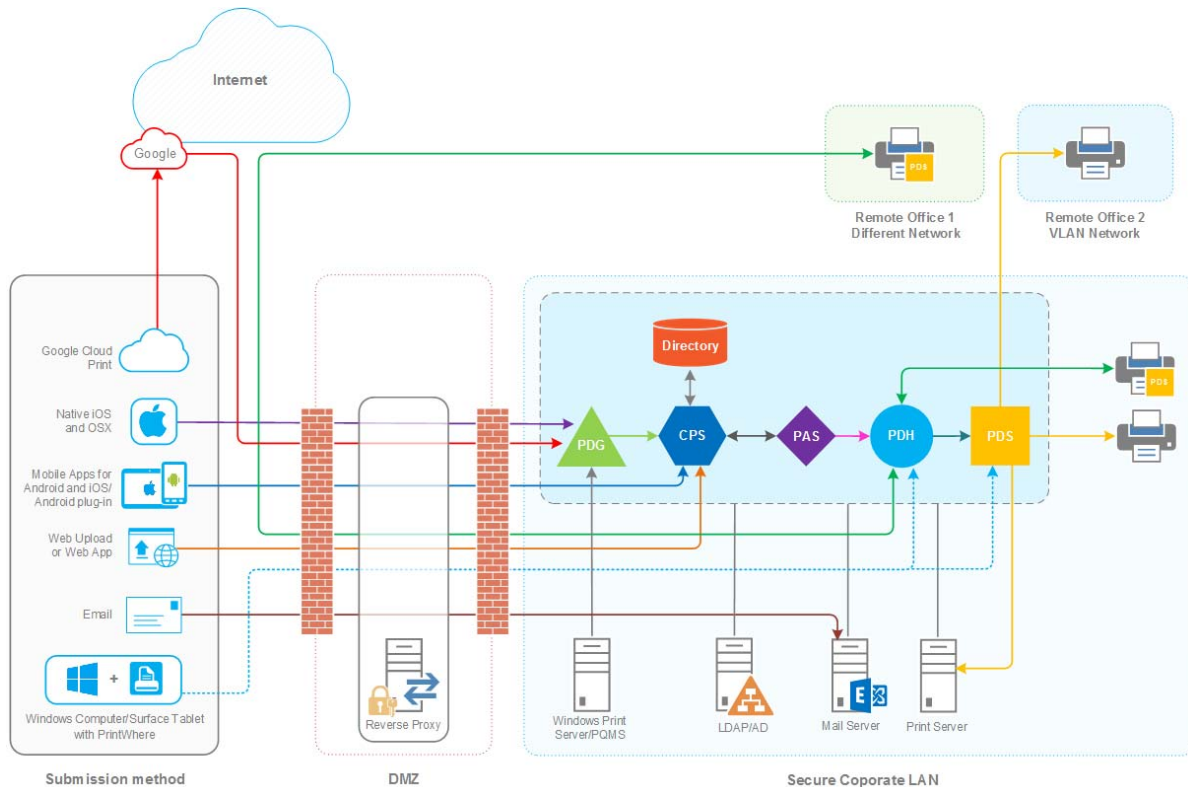 Internet
Google
PDS
Remote Office 1
Different Network
Remote Office 2
VLAN Network
Google Cloud
Print
Native iOS
and OSX
Mobile Apps for
Android and iOS/
Android plug-in
Web Upload
or Web App
Email
+
Windows Computer/Surface Tablet
with PrintWhere
Submission method
Reverse Proxy
DMZ
Directory
PDG
CPS
PAS
PDH
PDS
PDS
Windows Print
Server/PQMS
LDAP/AD
E
Mail Server
Print Server
Secure Coporate LAN